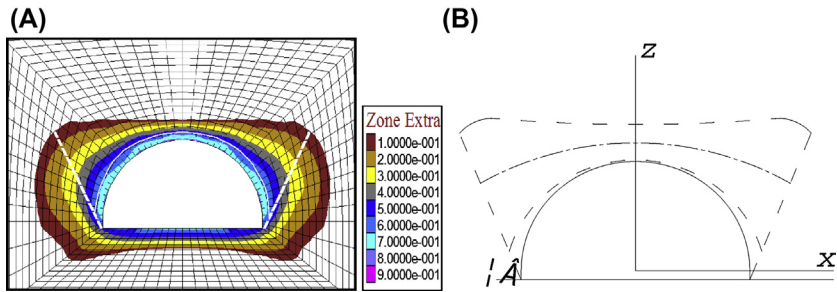 (A)
Zone Extra
1.0000e-001
2.0000e-001
3.0000e-001
4.0000e-001
5.0000e-001
6.0000e-001
7.0000e-001
8.0000e-001
9.0000e-001
(B)
z
x
Â